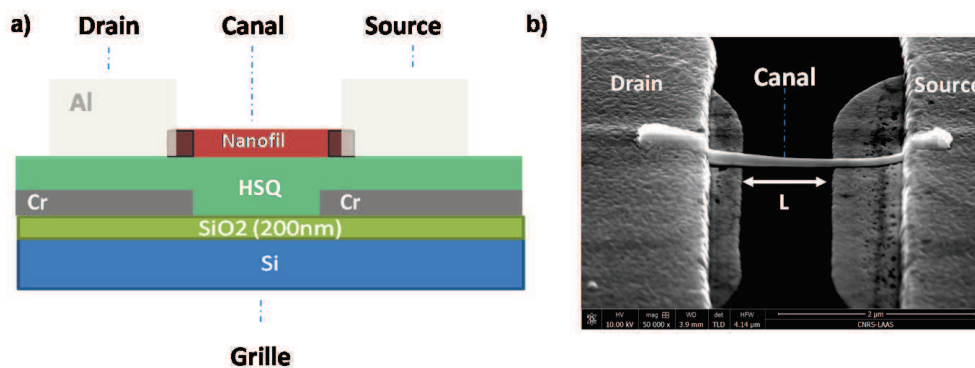 a)
Drain
Canal
Source
Al
Nanofil
HSQ
Cr
Cr
SiO2 (200nm)
Si
Grille
b)
Drain
Canal
Source
L
HV mag WD det HFW
10.00 kV 50 000 x 3.9 mm TLD 4.14 µm
2 µm
CNRS-LAAS